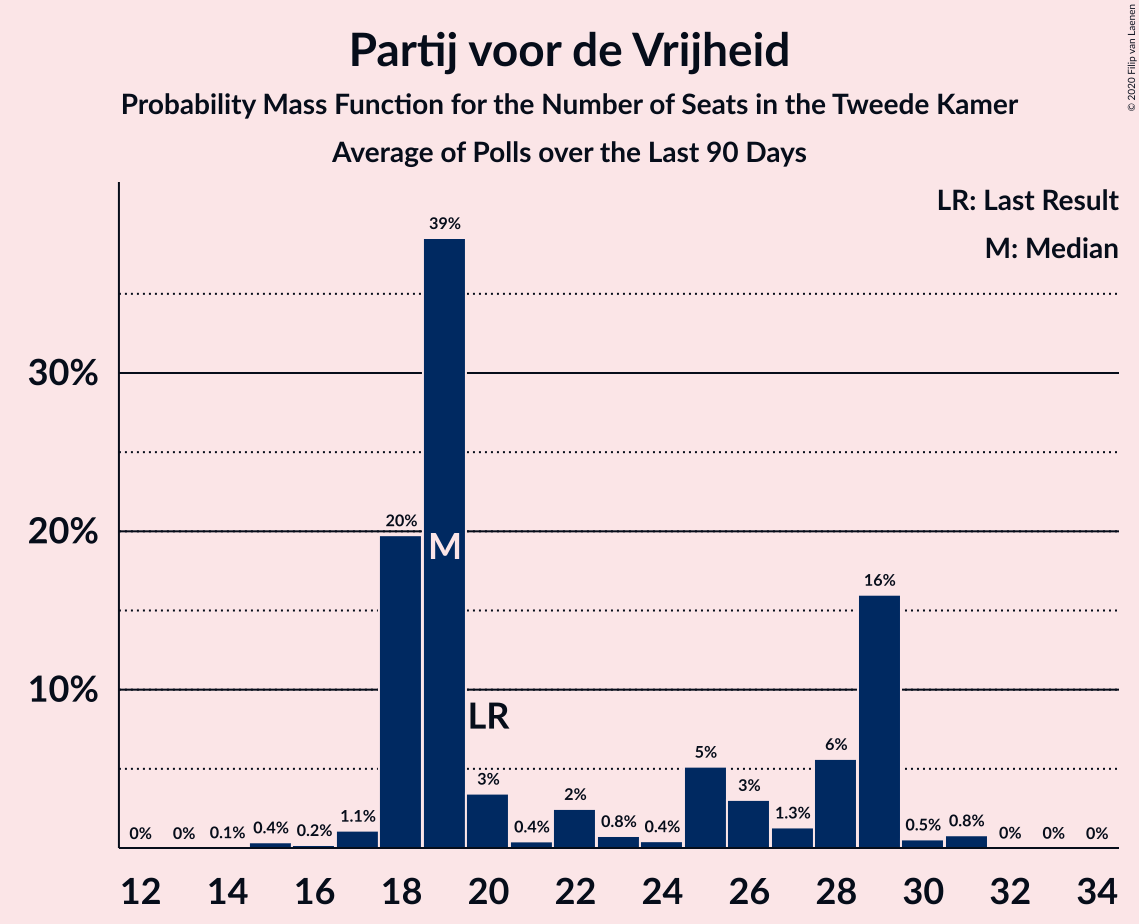 Partij voor de Vrijheid
Probability Mass Function for the Number of Seats in the Tweede Kamer
Average of Polls over the Last 90 Days
© 2020 Filip van Laenen
LR: Last Result
M: Median
30%
20%
10%
0%
0%
0.1%
0.4%
0.2%
1.1%
20%
39%
3%
0.4%
2%
0.8%
0.4%
5%
3%
1.3%
6%
16%
0.5%
0.8%
0%
0%
0%
M
LR
12 14 16 18 20 22 24 26 28 30 32 34